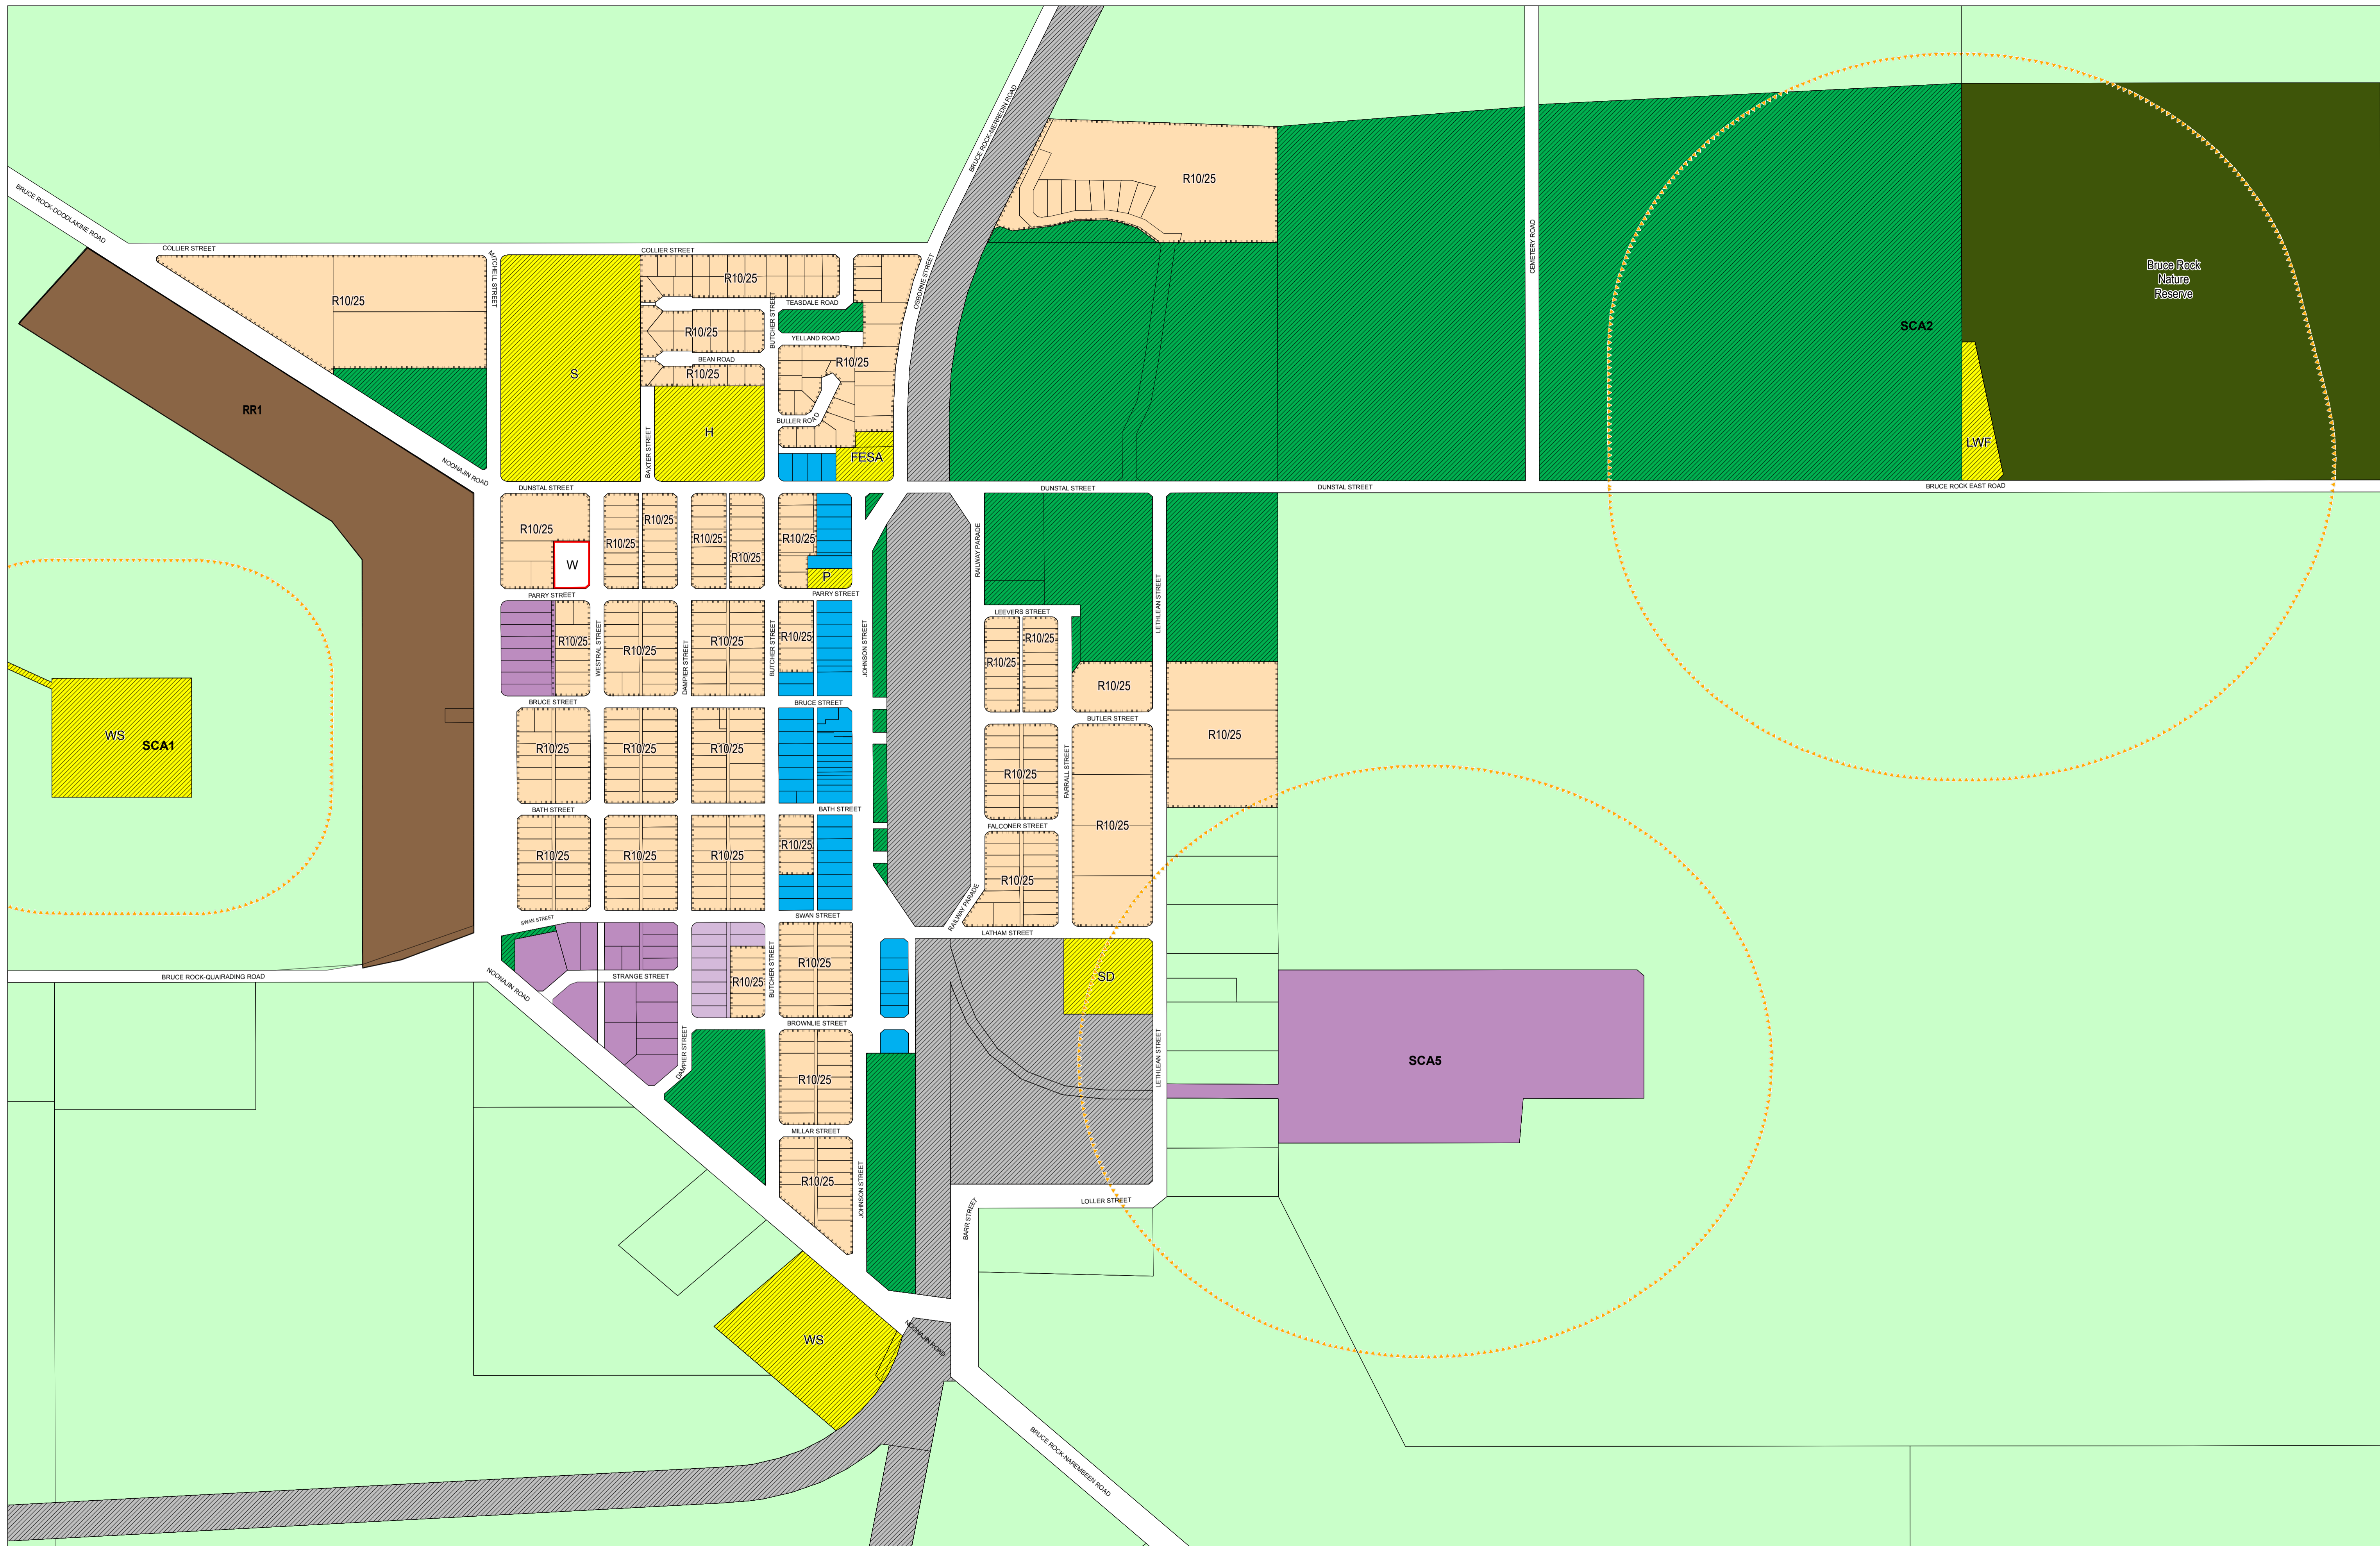 BRUCE ROCK-MERREDIN ROAD
R10/25
BRUCE ROCK-DOODLAKINE ROAD
COLLIER STREET
MITCHELL STREET
COLLIER STREET
OSBORNE STREET
CEMETERY ROAD
Bruce Rock
Nature
Reserve
R10/25
R10/25
TEASDALE ROAD
BUTCHER STREET
SCA2
R10/25
YELLAND ROAD
BEAN ROAD
R10/25
R10/25
S
RR1
BULLER ROAD
H
BAXTER STREET
FESA
LWF
NOONAJIN ROAD
DUNSTAL STREET
DUNSTAL STREET
DUNSTAL STREET
BRUCE ROCK EAST ROAD
R10/25
R10/25
R10/25
R10/25
R10/25
R10/25
RAILWAY PARADE
W
P
PARRY STREET
PARRY STREET
LETHLEAN STREET
LEEVERS STREET
R10/25
WESTRAL STREET
R10/25
DAMPIER STREET
R10/25
BUTCHER STREET
R10/25
JOHNSON STREET
R10/25
R10/25
R10/25
BRUCE STREET
BRUCE STREET
BUTLER STREET
WS
SCA1
R10/25
R10/25
R10/25
R10/25
R10/25
FARRALL STREET
BATH STREET
BATH STREET
FALCONER STREET
R10/25
R10/25
R10/25
R10/25
R10/25
R10/25
RAILWAY PARADE
SWAN STREET
SWAN STREET
LATHAM STREET
BRUCE ROCK-QUAIRADING ROAD
NOONAJIN ROAD
STRANGE STREET
R10/25
BUTCHER STREET
R10/25
SD
BROWNLIE STREET
DAMPIER STREET
R10/25
LETHLEAN STREET
SCA5
MILLAR STREET
R10/25
JOHNSON STREET
BARR STREET
LOLLER STREET
WS
NOONAJIN ROAD
BRUCE ROCK-NAREMBEEN ROAD